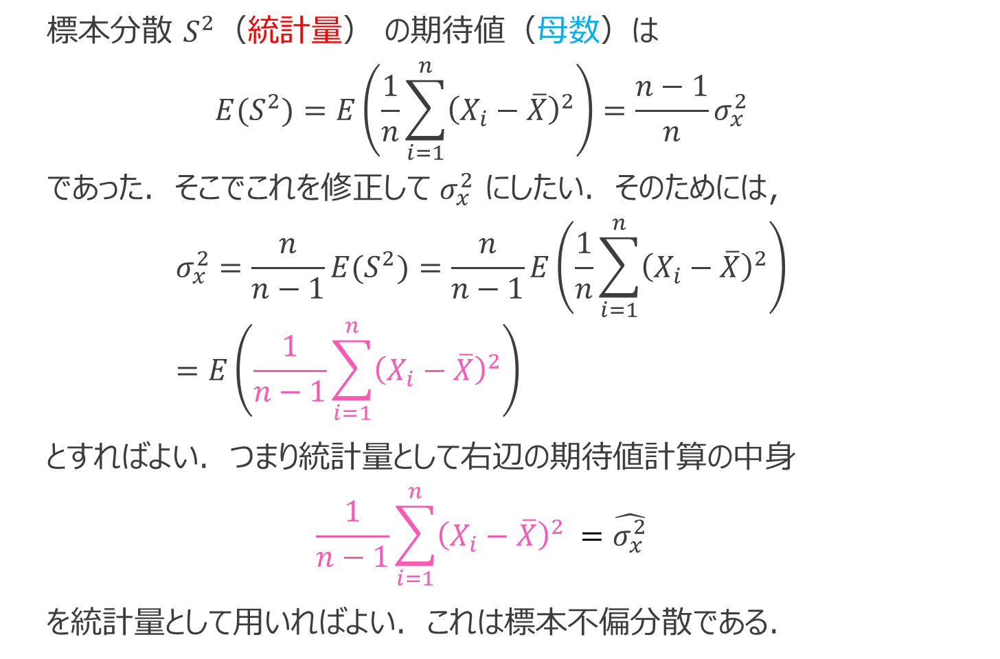 標本分散 S²（統計量） の期待値（母数）は
E(S²) = E(1/n ∑_{i=1}^{n} (X_i − X̄)²) = (n − 1)/n σ_x²
であった． そこでこれを修正して σ_x² にしたい． そのためには，
σ_x² = n/(n − 1) E(S²) = n/(n − 1) E(1/n ∑_{i=1}^{n} (X_i − X̄)²)
= E(1/(n − 1) ∑_{i=1}^{n} (X_i − X̄)²)
とすればよい． つまり統計量として右辺の期待値計算の中身
1/(n − 1) ∑_{i=1}^{n} (X_i − X̄)² = \widehat{σ_x²}
を統計量として用いればよい． これは標本不偏分散である．